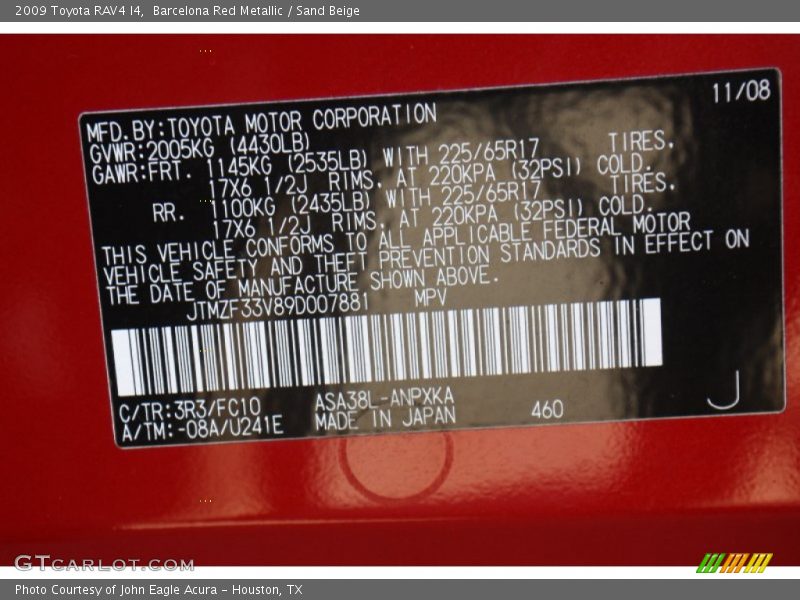 2009 Toyota RAV4 I4,  Barcelona Red Metallic / Sand Beige
11/08
MFD.BY:TOYOTA MOTOR CORPORATION
GVWR:2005KG (4430LB)
GAWR:FRT. 1145KG (2535LB) WITH 225/65R17 TIRES.
17X6 1/2J RIMS. AT 220KPA (32PSI) COLD.
RR. 1100KG (2435LB) WITH 225/65R17 TIRES.
17X6 1/2J RIMS. AT 220KPA (32PSI) COLD.
THIS VEHICLE CONFORMS TO ALL APPLICABLE FEDERAL MOTOR
VEHICLE SAFETY AND THEFT PREVENTION STANDARDS IN EFFECT ON
THE DATE OF MANUFACTURE SHOWN ABOVE.
JTMZF33V89D007881 MPV
C/TR:3R3/FC10 ASA38L-ANPXKA
A/TM:-08A/U241E MADE IN JAPAN 460
GTCARLOT.COM
Photo Courtesy of John Eagle Acura - Houston, TX